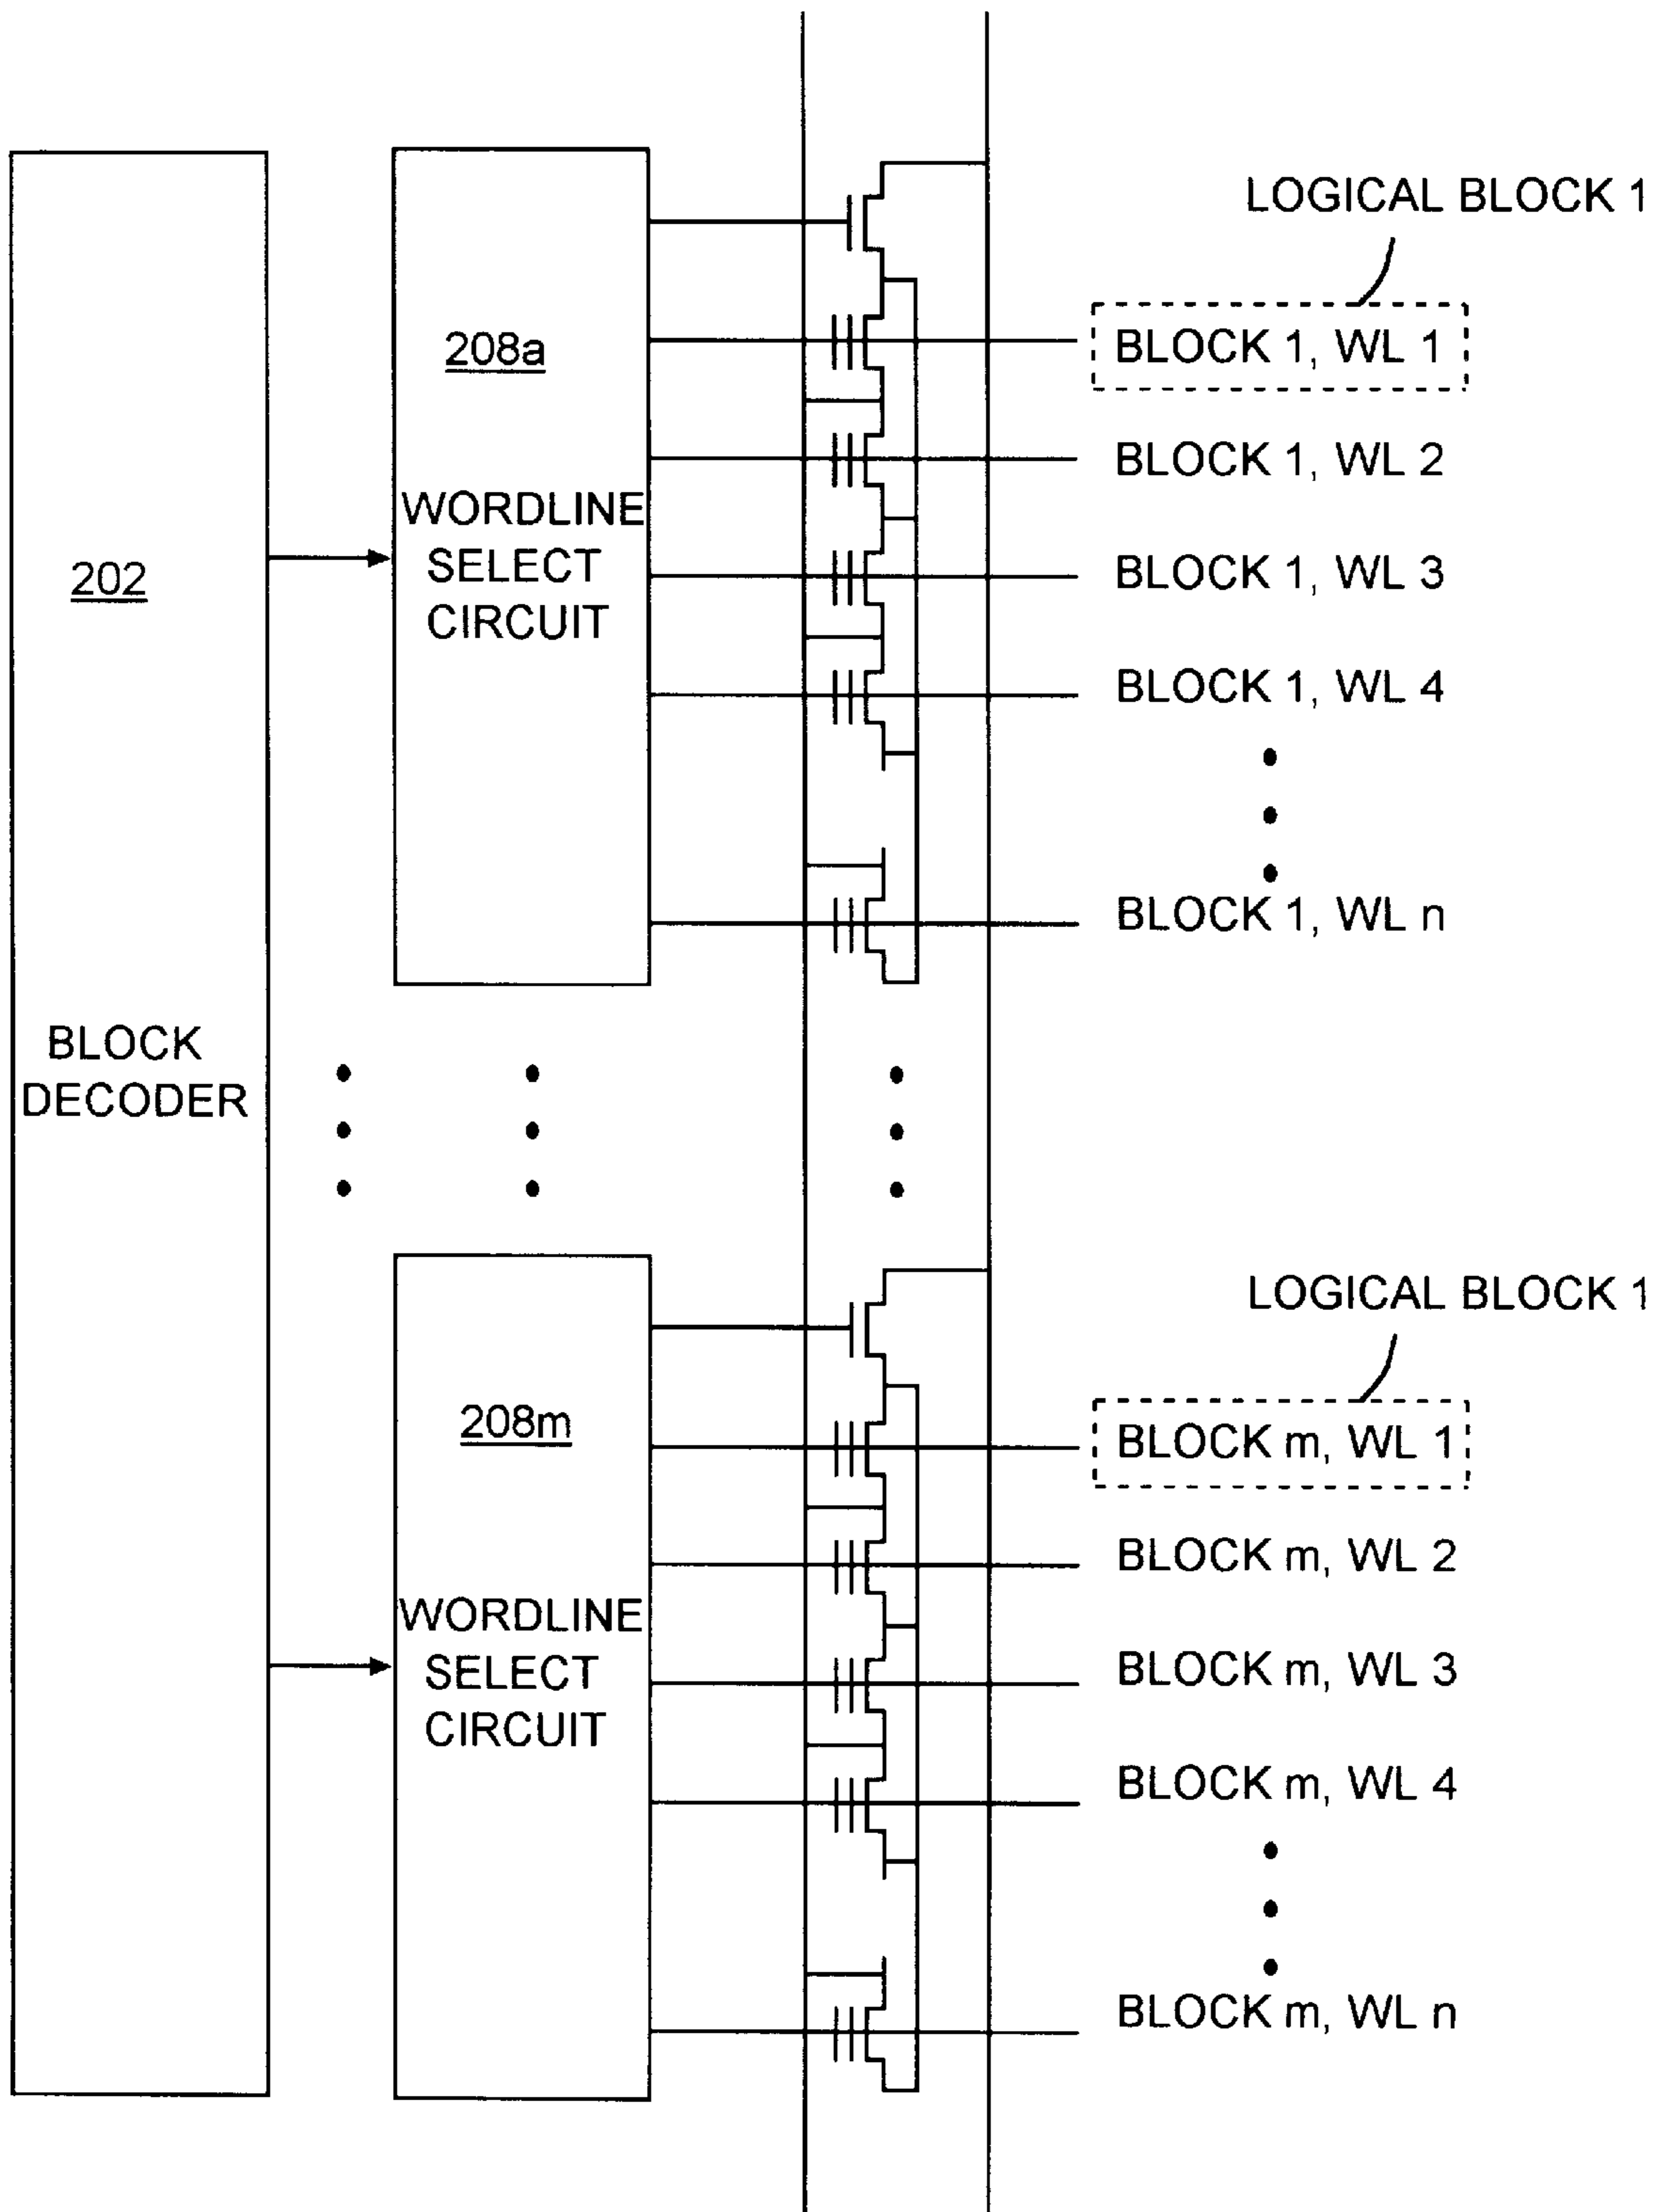 LOGICAL BLOCK 1
208a
BLOCK 1, WL 1
BLOCK 1, WL 2
WORDLINE
SELECT
CIRCUIT
202
BLOCK 1, WL 3
BLOCK 1, WL 4
BLOCK 1, WL n
BLOCK
DECODER
LOGICAL BLOCK 1
208m
BLOCK m, WL 1
BLOCK m, WL 2
WORDLINE
SELECT
CIRCUIT
BLOCK m, WL 3
BLOCK m, WL 4
BLOCK m, WL n